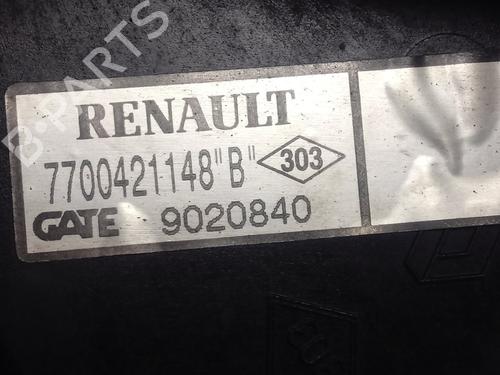 B-PARTS
RENAULT
7700421148"B" 303
GATE 9020840